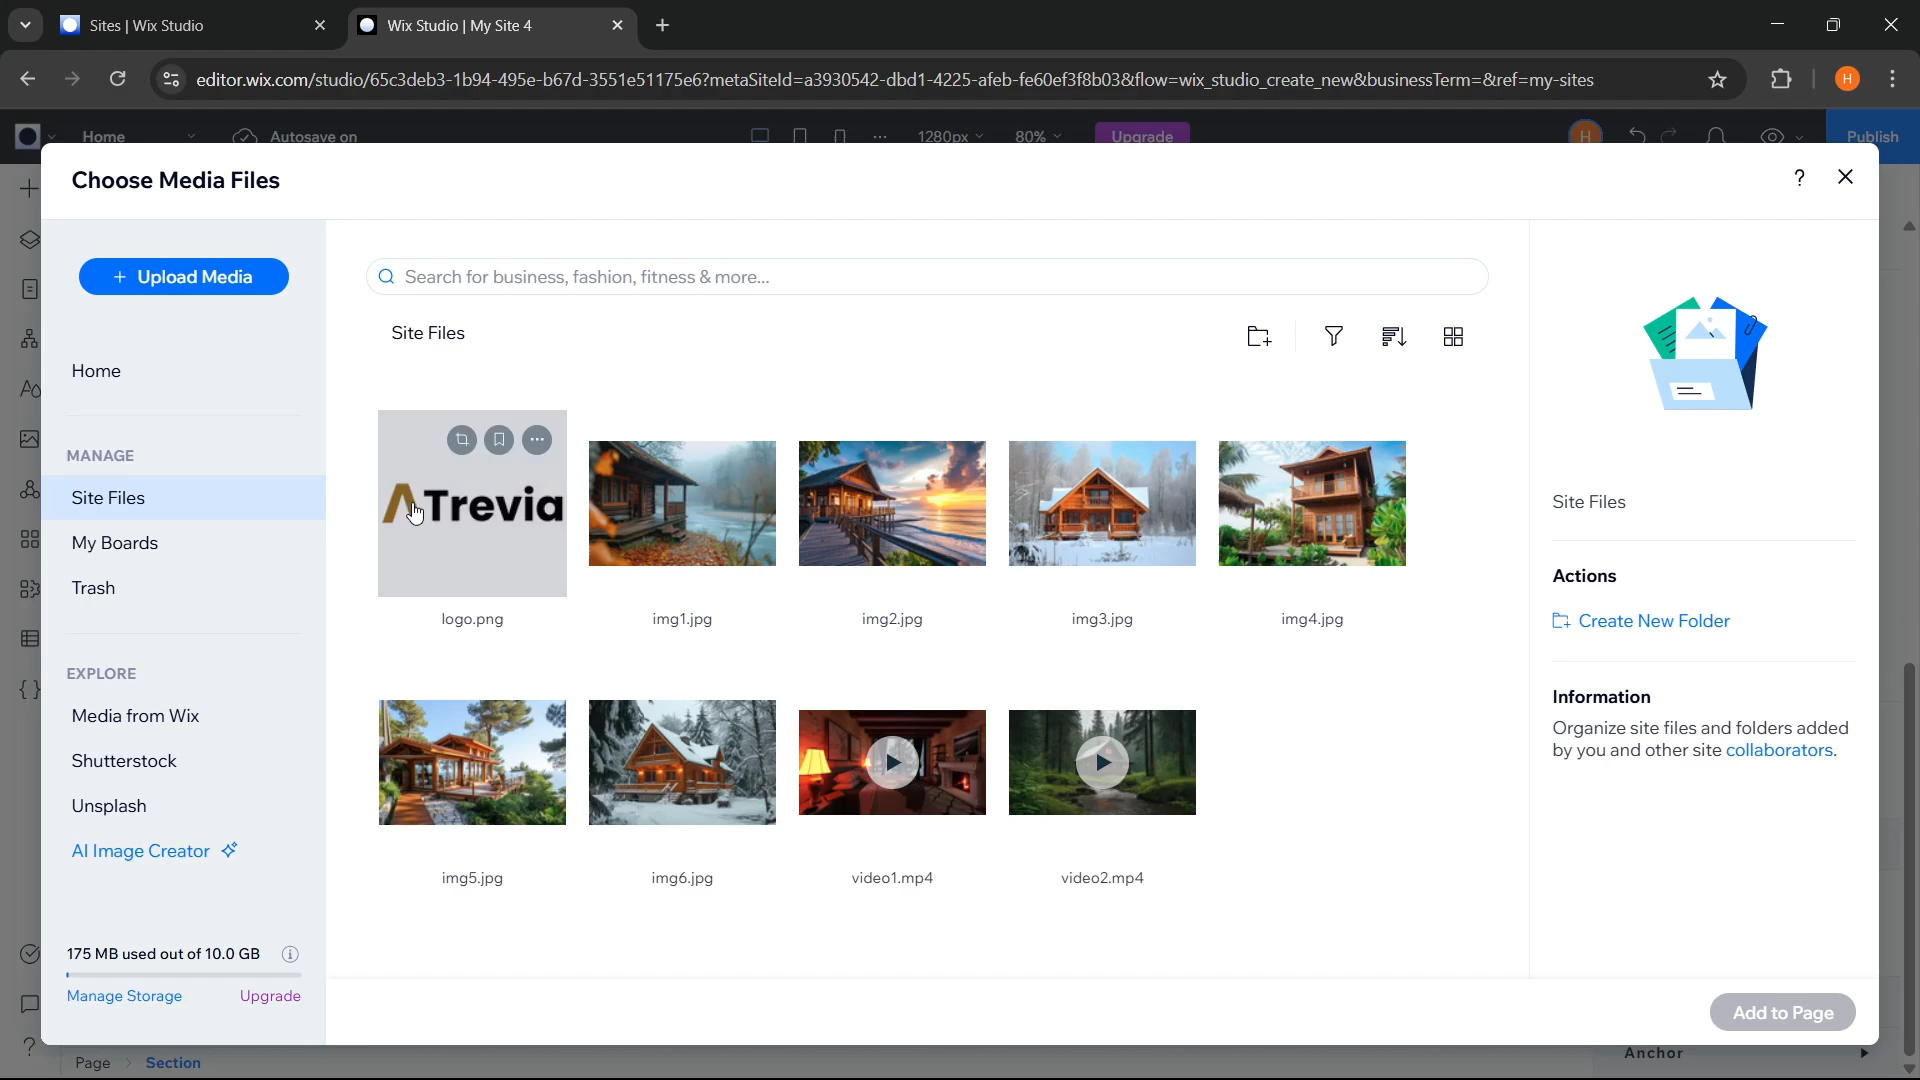 Sites | Wix Studio
Wix Studio | My Site 4
editor.wix.com/studio/65c3deb3-1b94-495e-b67d-3551e51175e6?metaSiteId=a3930542-dbd1-4225-afeb-fe60ef3f8b03&flow=wix_studio_create_new&businessTerm=&ref=my-sites
H
Home
Autosave on
1280px
80%
Upgrade
H
Publish
Choose Media Files
?
+ Upload Media
Search for business, fashion, fitness & more...
Site Files
Home
MANAGE
Site Files
My Boards
Trash
EXPLORE
Media from Wix
Shutterstock
Unsplash
AI Image Creator
175 MB used out of 10.0 GB
Manage Storage
Upgrade
Trevia
logo.png
img1.jpg
img2.jpg
img3.jpg
img4.jpg
img5.jpg
img6.jpg
video1.mp4
video2.mp4
Site Files
Actions
Create New Folder
Information
Organize site files and folders added
by you and other site collaborators.
Add to Page
Page
Section
Anchor